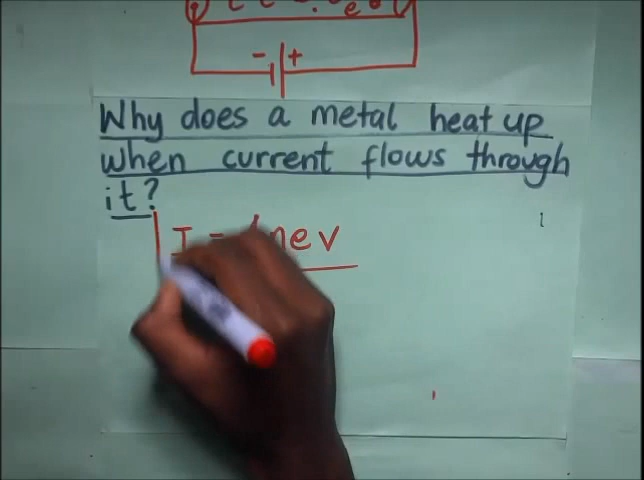 - +
Why does a metal heat up
when current flows through
it?
I = nev